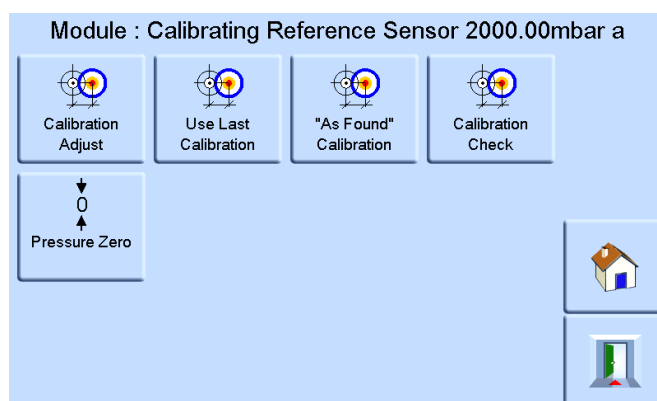 Module : Calibrating Reference Sensor 2000.00mbar a
Calibration
Adjust
Use Last
Calibration
"As Found"
Calibration
Calibration
Check
0
Pressure Zero